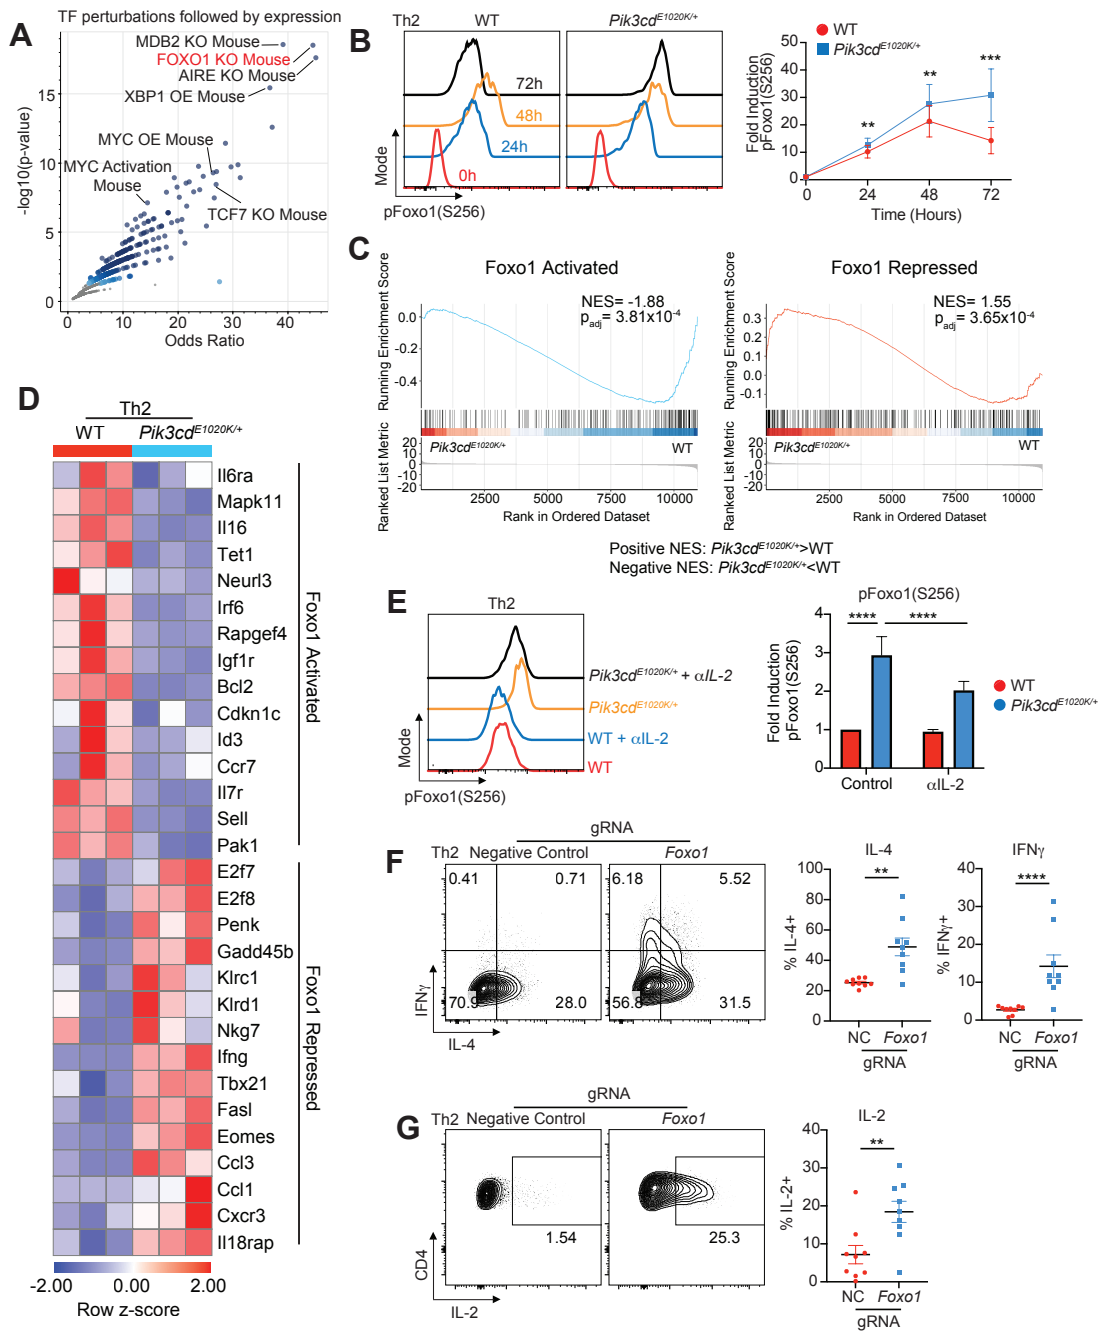 A
TF perturbations followed by expression
MDB2 KO Mouse
FOXO1 KO Mouse
AIRE KO Mouse
XBP1 OE Mouse
MYC OE Mouse
MYC Activation
Mouse
TCF7 KO Mouse
-log10(p-value)
15
10
5
0
0 10 20 30 40
Odds Ratio
B
Th2 WT Pik3cdE1020K/+
72h
48h
24h
0h
Mode
pFoxo1(S256)
WT
Pik3cdE1020K/+
Fold Induction
pFoxo1(S256)
50
40
30
20
10
0
** ** ***
0 24 48 72
Time (Hours)
C
Foxo1 Activated
NES= -1.88
padj= 3.81x10-4
Running Enrichment Score
0.0
-0.2
-0.4
Pik3cdE1020K/+ WT
Ranked List Metric
20
10
0
-10
-20
2500 5000 7500 10000
Rank in Ordered Dataset
Foxo1 Repressed
NES= 1.55
padj= 3.65x10-4
Running Enrichment Score
0.3
0.2
0.1
0.0
-0.1
Pik3cdE1020K/+ WT
Ranked List Metric
20
10
0
-10
-20
2500 5000 7500 10000
Rank in Ordered Dataset
Positive NES: Pik3cdE1020K/+>WT
Negative NES: Pik3cdE1020K/+<WT
D
Th2
WT Pik3cdE1020K/+
Il6ra
Mapk11
Il16
Tet1
Neurl3
Irf6
Rapgef4
Igf1r
Bcl2
Cdkn1c
Id3
Ccr7
Il7r
Sell
Pak1
E2f7
E2f8
Penk
Gadd45b
Klrc1
Klrd1
Nkg7
Ifng
Tbx21
Fasl
Eomes
Ccl3
Ccl1
Cxcr3
Il18rap
Foxo1 Activated
Foxo1 Repressed
-2.00 0.00 2.00
Row z-score
E
Th2
Pik3cdE1020K/+ + αIL-2
Pik3cdE1020K/+
WT + αIL-2
WT
Mode
pFoxo1(S256)
pFoxo1(S256)
Fold Induction
pFoxo1(S256)
4
3
2
1
0
**** ****
Control αIL-2
WT
Pik3cdE1020K/+
F
gRNA
Th2 Negative Control Foxo1
0.41 0.71
70.9 28.0
6.18 5.52
56.8 31.5
IFNγ
IL-4
IL-4
% IL-4+
100
80
60
40
20
0
**
NC Foxo1
gRNA
IFNγ
% IFNγ+
40
30
20
10
0
****
NC Foxo1
gRNA
G
gRNA
Th2 Negative Control Foxo1
1.54
25.3
CD4
IL-2
IL-2
% IL-2+
40
30
20
10
0
**
NC Foxo1
gRNA